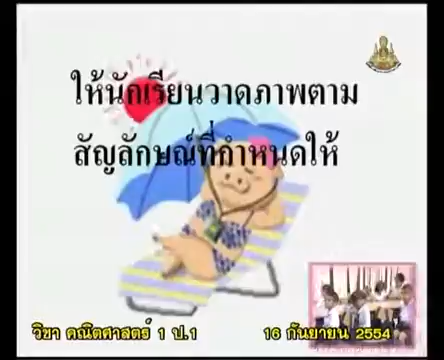 ให้นักเรียนวาดภาพตาม
สัญลักษณ์ที่กำหนดให้
วิชา คณิตศาสตร์ 1 ป.1
16 กันยายน 2554